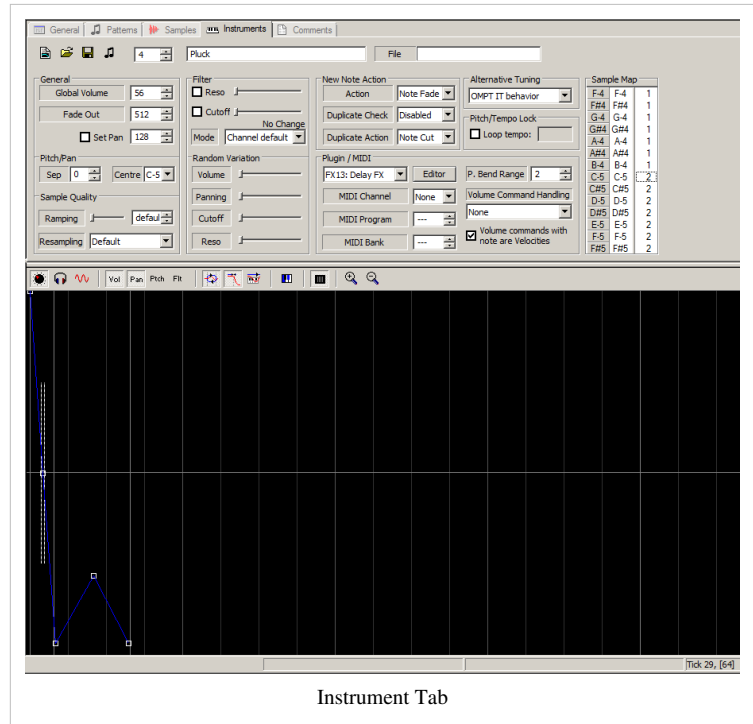 General Patterns Samples Instruments Comments
4 Pluck File
General Filter New Note Action Alternative Tuning Sample Map
Global Volume 56 Reso Action Note Fade OMPT IT behavior
Fade Out 512 Cutoff Duplicate Check Disabled Pitch/Tempo Lock
No Change Loop tempo:
Set Pan 128 Mode Channel default Duplicate Action Note Cut
Pitch/Pan Random Variation Plugin / MIDI
Sep 0 Centre C-5 Volume FX13: Delay FX Editor P. Bend Range 2
Sample Quality Panning MIDI Channel None Volume Command Handling
Ramping defaul Cutoff MIDI Program --- None
Resampling Default Reso MIDI Bank --- Volume commands with
note are Velocities
F-4 F-4 1
F#4 F#4 1
G-4 G-4 1
G#4 G#4 1
A-4 A-4 1
A#4 A#4 1
B-4 B-4 1
C-5 C-5 2
C#5 C#5 2
D-5 D-5 2
D#5 D#5 2
E-5 E-5 2
F-5 F-5 2
F#5 F#5 2
Vol Pan Ptch Flt
Tick 29, [64]
Instrument Tab